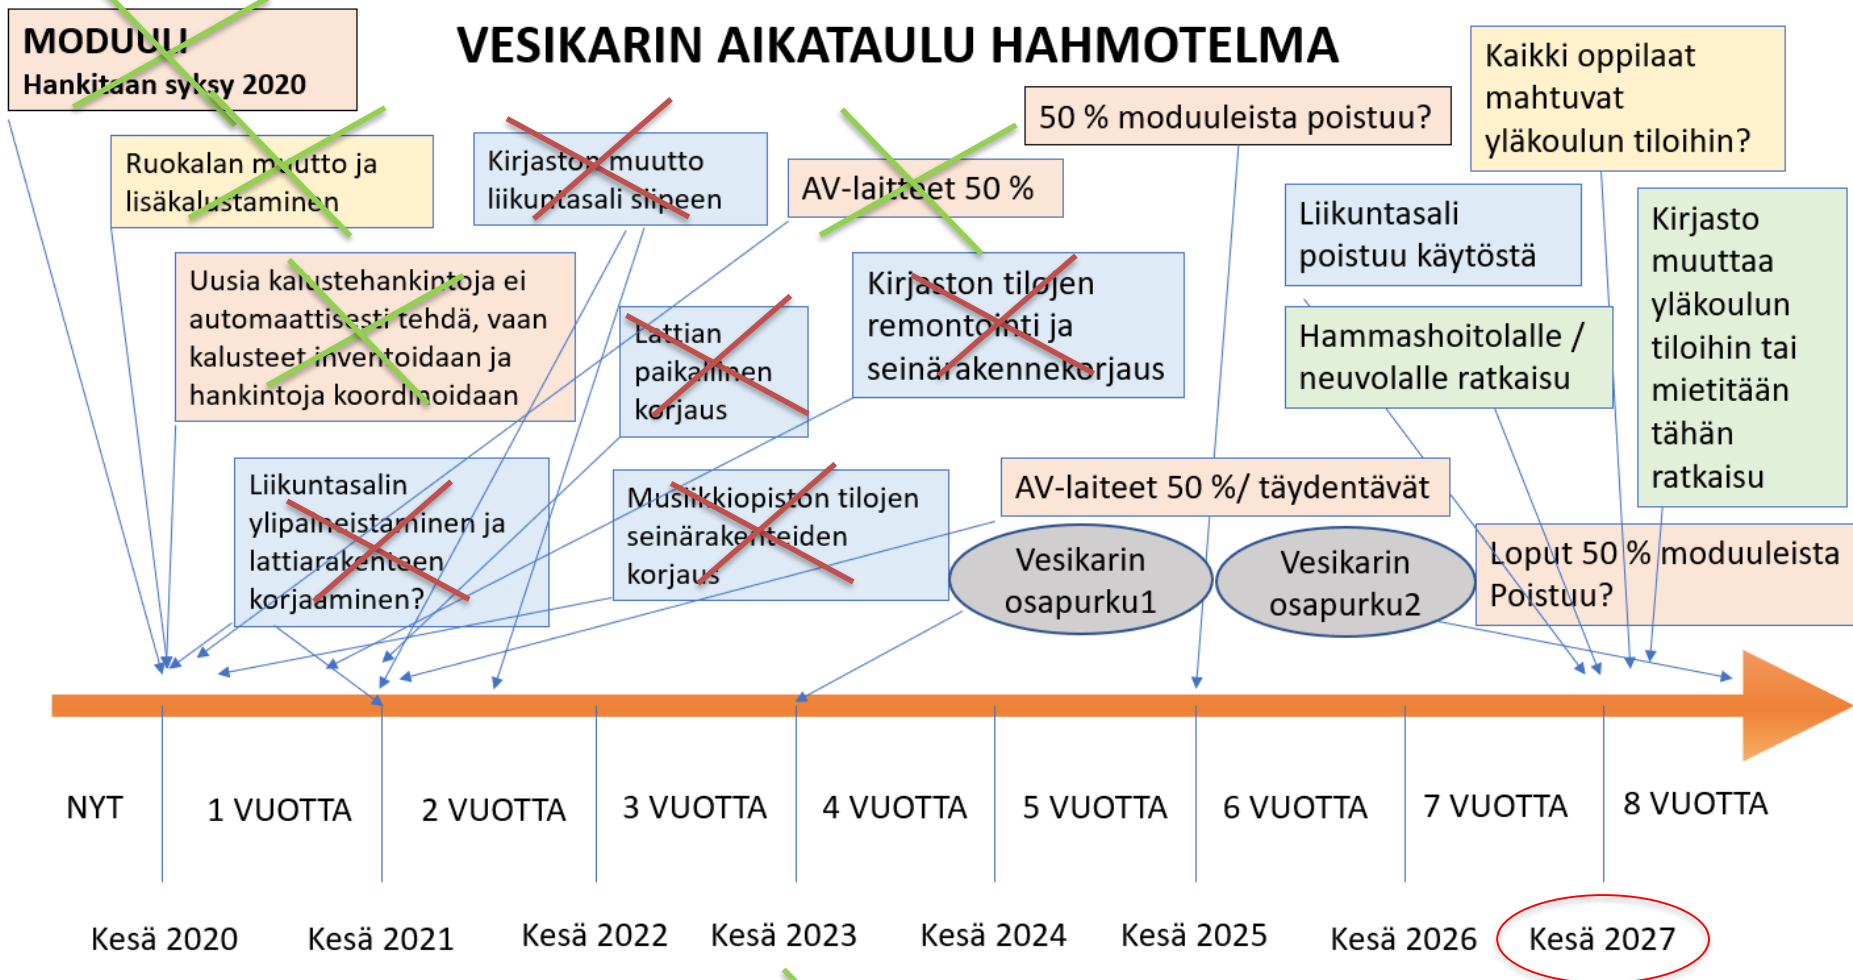 MODUULI
Hankitaan syksy 2020
VESIKARIN AIKATAULU HAHMOTELMA
Kaikki oppilaat
mahtuvat
yläkoulun tiloihin?
50 % moduuleista poistuu?
Ruokalan muutto ja
lisäkalustaminen
Kirjaston muutto
liikuntasali siipeen
AV-laitteet 50 %
Liikuntasali
poistuu käytöstä
Kirjasto
muuttaa
yläkoulun
tiloihin tai
mietitään
tähän
ratkaisu
Uusia kalustehankintoja ei
automaattisesti tehdä, vaan
kalusteet inventoidaan ja
hankintoja koordinoidaan
Lattian
paikallinen
korjaus
Kirjaston tilojen
remontointi ja
seinärakennekorjaus
Hammashoitolalle /
neuvolalle ratkaisu
Liikuntasalin
ylipaineistaminen ja
lattiarakenteen
korjaaminen?
Musiikkiopiston tilojen
seinärakenteiden
korjaus
AV-laiteet 50 %/ täydentävät
Vesikarin
osapurku1
Vesikarin
osapurku2
Loput 50 % moduuleista
Poistuu?
NYT
1 VUOTTA
2 VUOTTA
3 VUOTTA
4 VUOTTA
5 VUOTTA
6 VUOTTA
7 VUOTTA
8 VUOTTA
Kesä 2020
Kesä 2021
Kesä 2022
Kesä 2023
Kesä 2024
Kesä 2025
Kesä 2026
Kesä 2027